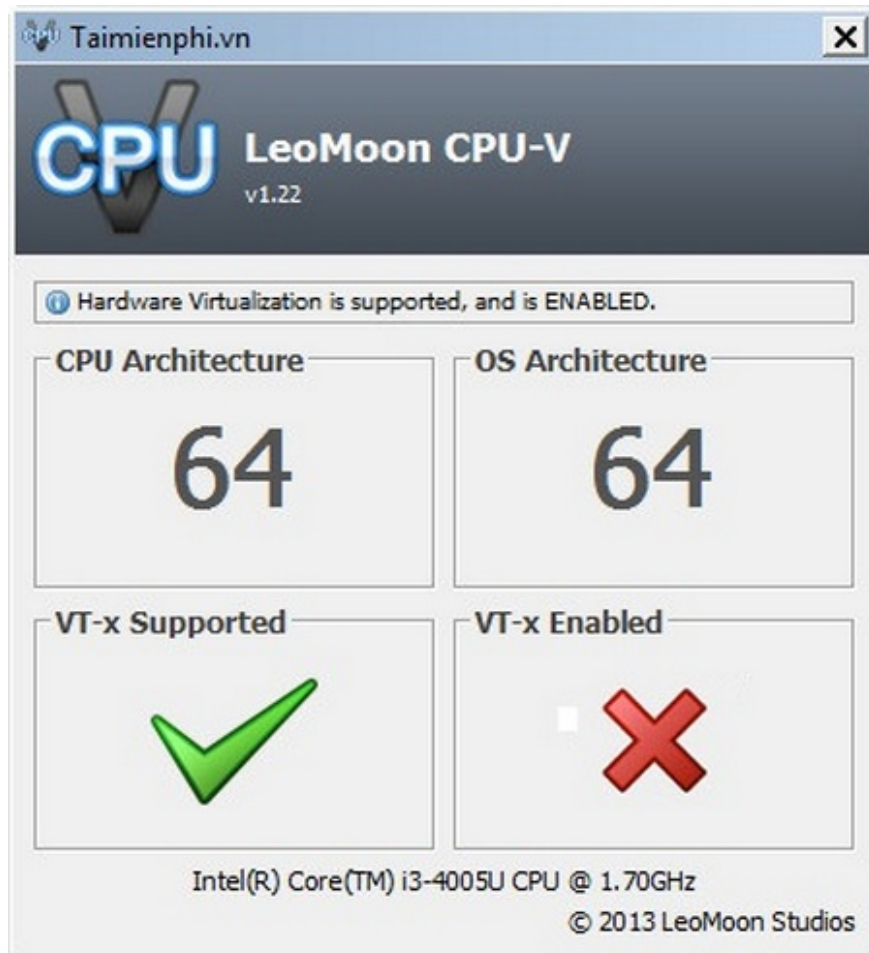 Taimienphi.vn
CPU
LeoMoon CPU-V
v1.22
Hardware Virtualization is supported, and is ENABLED.
CPU Architecture
OS Architecture
64
64
VT-x Supported
VT-x Enabled
Intel(R) Core(TM) i3-4005U CPU @ 1.70GHz
© 2013 LeoMoon Studios